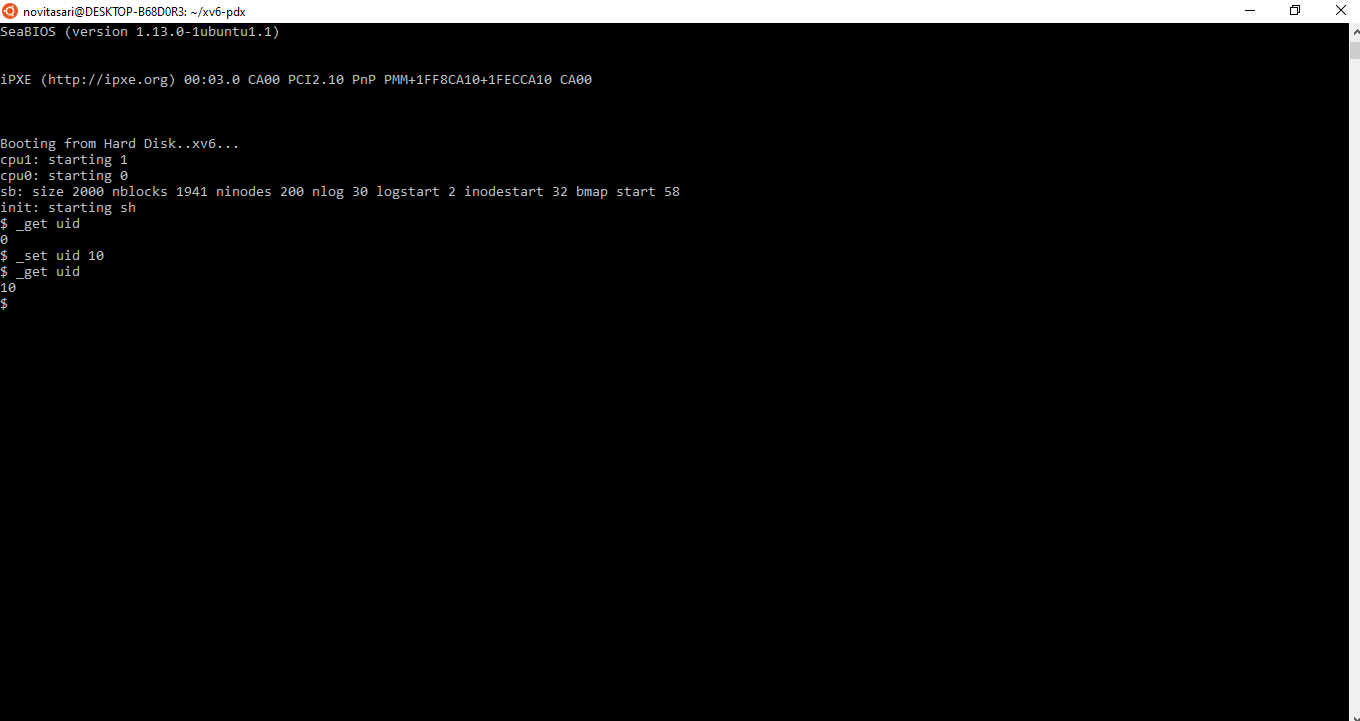 novitasari@DESKTOP-B68D0R3: ~/xv6-pdx
SeaBIOS (version 1.13.0-1ubuntu1.1)
iPXE (http://ipxe.org) 00:03.0 CA00 PCI2.10 PnP PMM+1FF8CA10+1FECCA10 CA00
Booting from Hard Disk..xv6...
cpu1: starting 1
cpu0: starting 0
sb: size 2000 nblocks 1941 ninodes 200 nlog 30 logstart 2 inodestart 32 bmap start 58
init: starting sh
$ _get uid
0
$ _set uid 10
$ _get uid
10
$